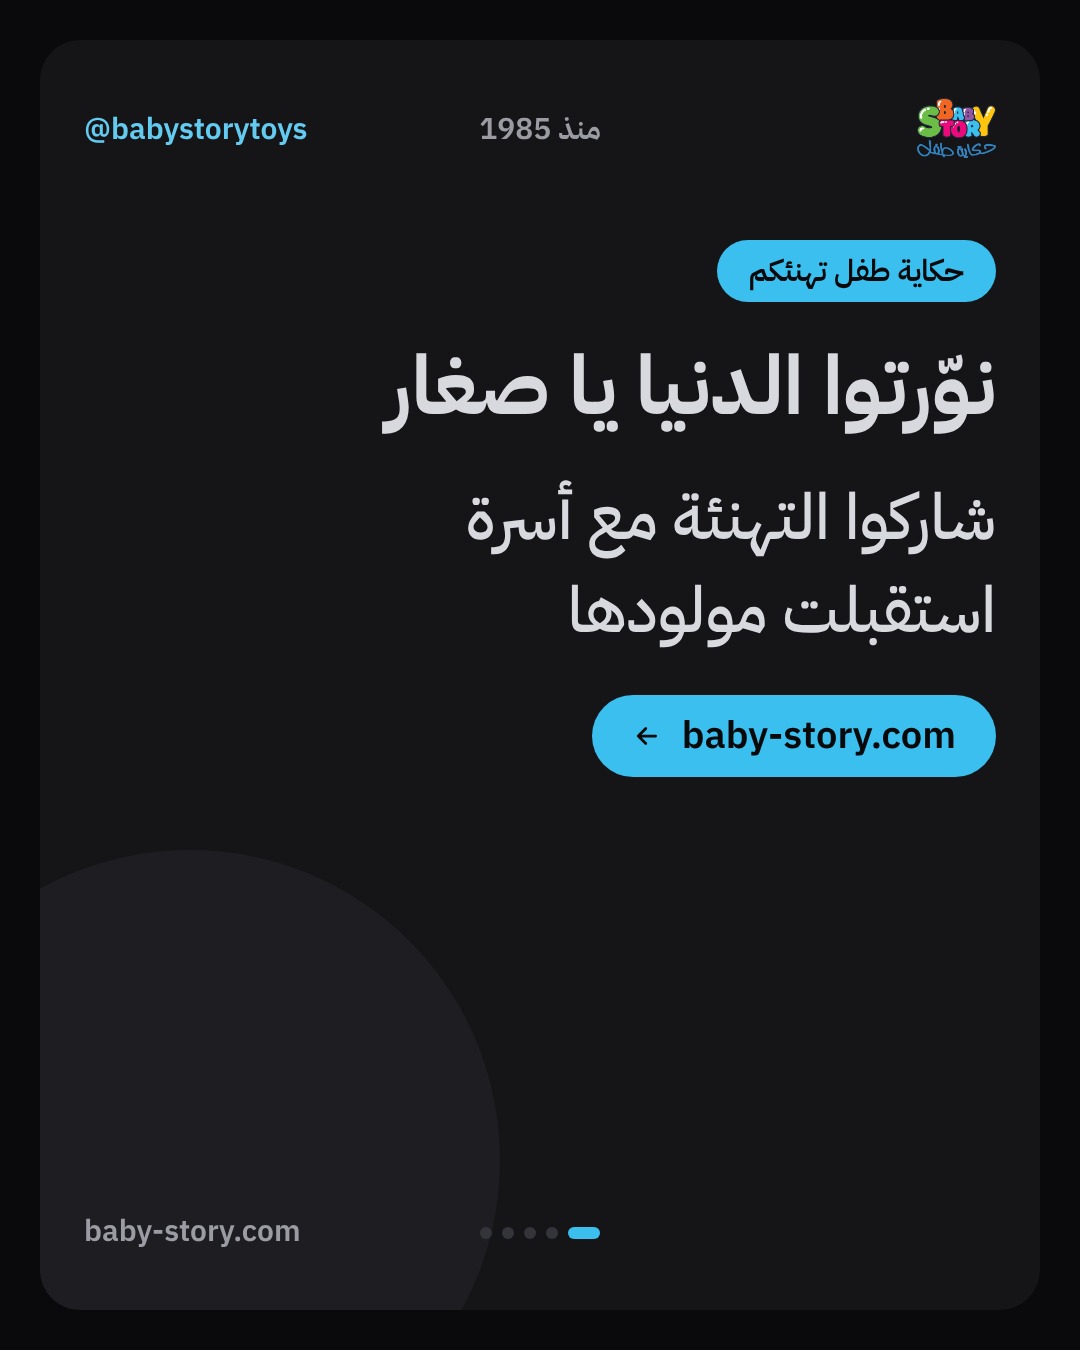 @babystorytoys
منذ 1985
BABY STORY
حكاية طفل
حكاية طفل تهنئكم
نوّرتوا الدنيا يا صغار
شاركوا التهنئة مع أسرة
استقبلت مولودها
baby-story.com ←
baby-story.com